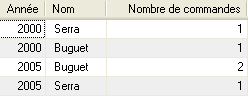 Année Nom Nombre de commandes
2000 Serra 1
2000 Buguet 1
2005 Buguet 2
2005 Serra 1